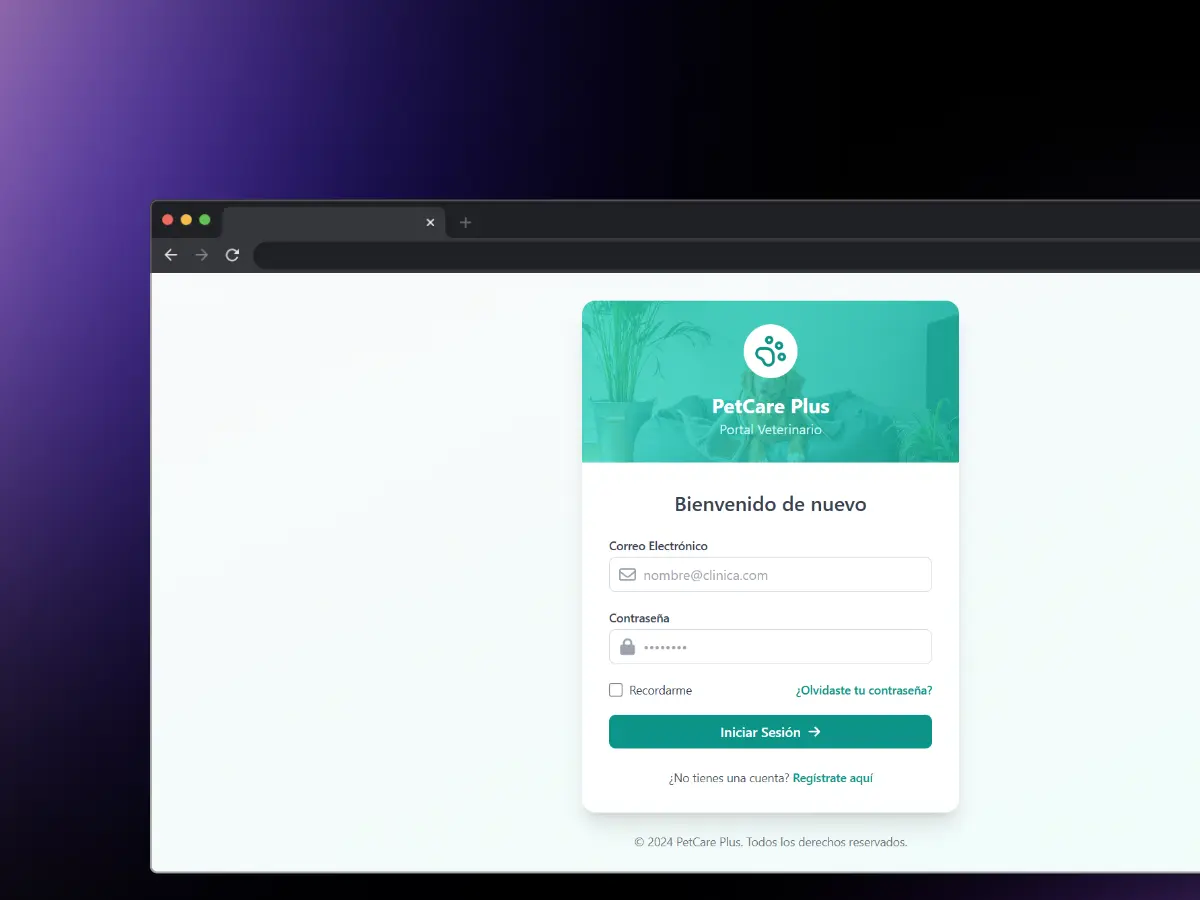 PetCare Plus
Portal Veterinario
Bienvenido de nuevo
Correo Electrónico
nombre@clinica.com
Contraseña
••••••••
Recordarme
¿Olvidaste tu contraseña?
Iniciar Sesión →
¿No tienes una cuenta? Regístrate aquí
© 2024 PetCare Plus. Todos los derechos reservados.